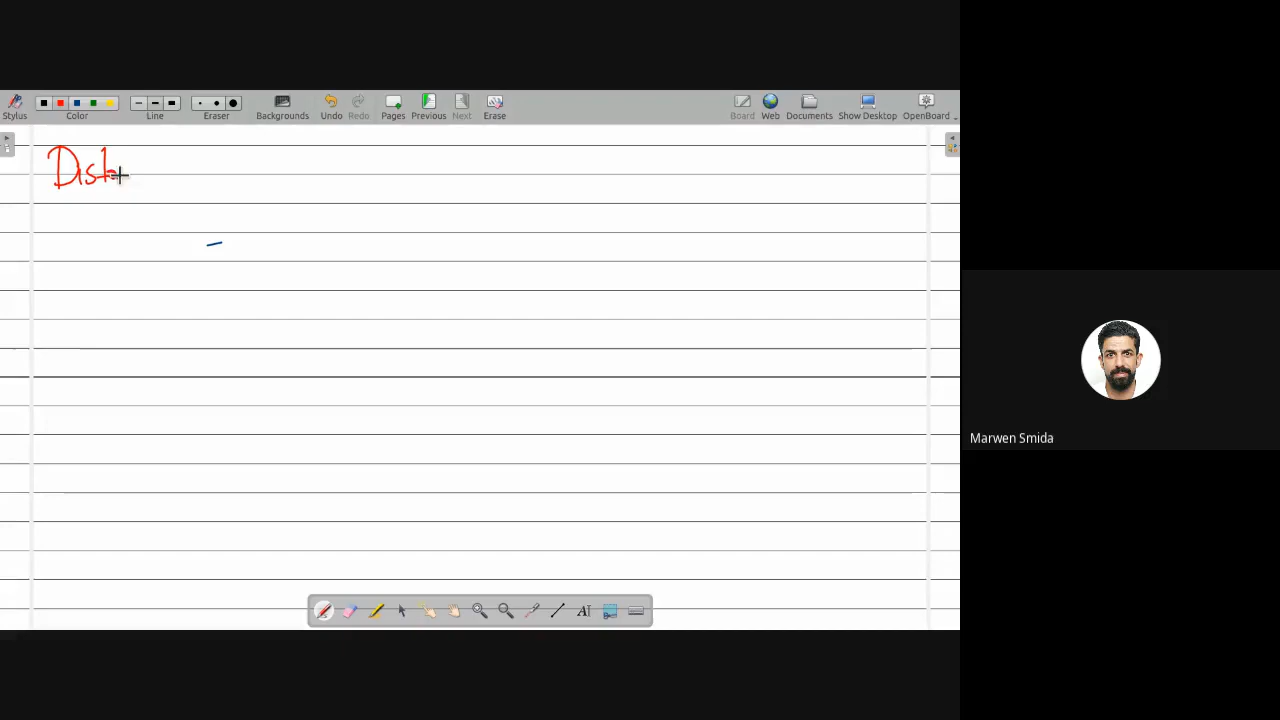 Stylus
Color
Line
Eraser
Backgrounds
Undo
Redo
Pages
Previous
Next
Erase
Board
Web
Documents
Show Desktop
OpenBoard
Dist
AI
Marwen Smida